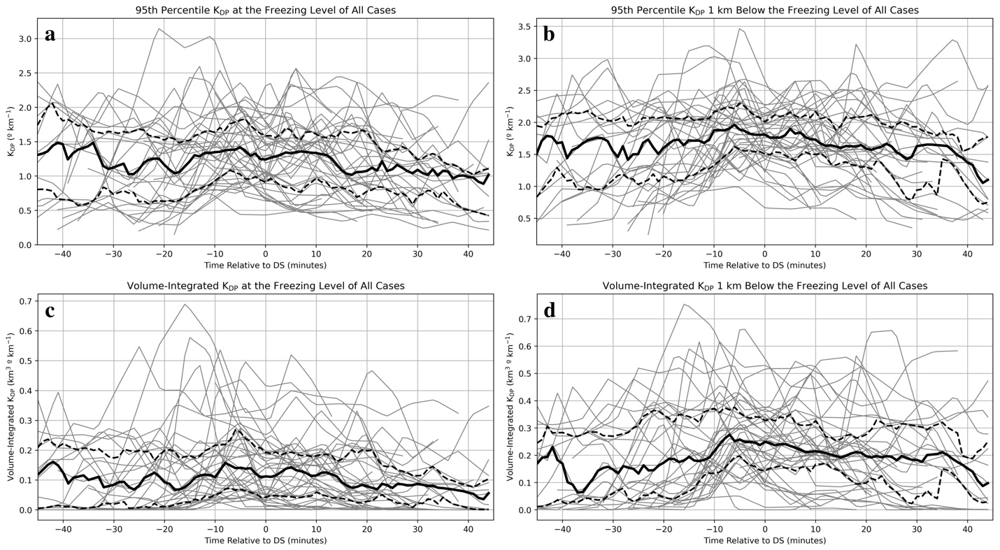 95th Percentile K_DP at the Freezing Level of All Cases
a
3.0
2.5
2.0
1.5
1.0
0.5
0.0
K_DP (º km⁻¹)
−40 −30 −20 −10 0 10 20 30 40
Time Relative to DS (minutes)
95th Percentile K_DP 1 km Below the Freezing Level of All Cases
b
3.5
3.0
2.5
2.0
1.5
1.0
0.5
K_DP (º km⁻¹)
−40 −30 −20 −10 0 10 20 30 40
Time Relative to DS (minutes)
Volume-Integrated K_DP at the Freezing Level of All Cases
c
0.7
0.6
0.5
0.4
0.3
0.2
0.1
0.0
Volume-Integrated K_DP (km³ º km⁻¹)
−40 −30 −20 −10 0 10 20 30 40
Time Relative to DS (minutes)
Volume-Integrated K_DP 1 km Below the Freezing Level of All Cases
d
0.7
0.6
0.5
0.4
0.3
0.2
0.1
0.0
Volume-Integrated K_DP (km³ º km⁻¹)
−40 −30 −20 −10 0 10 20 30 40
Time Relative to DS (minutes)